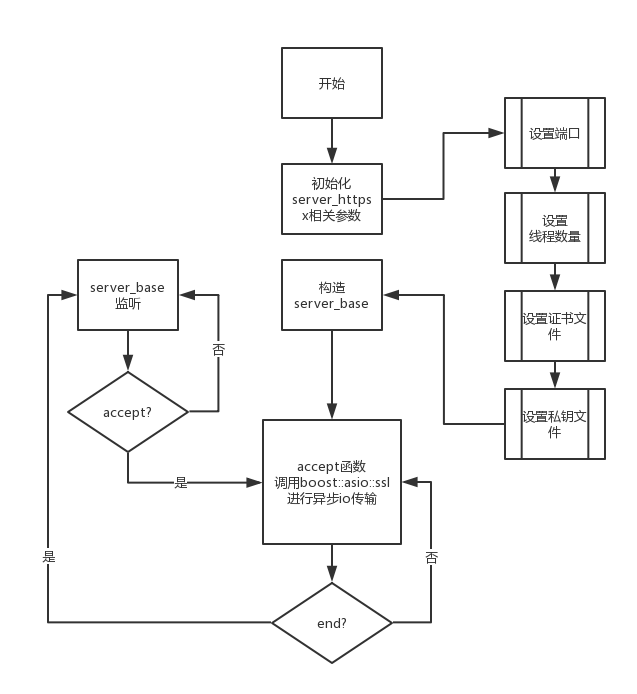 开始
初始化
server_https
x相关参数
设置端口
设置
线程数量
设置证书文
件
设置私钥文
件
构造
server_base
server_base
监听
否
accept?
是
accept函数
调用boost::asio::ssl
进行异步io传输
是
否
end?